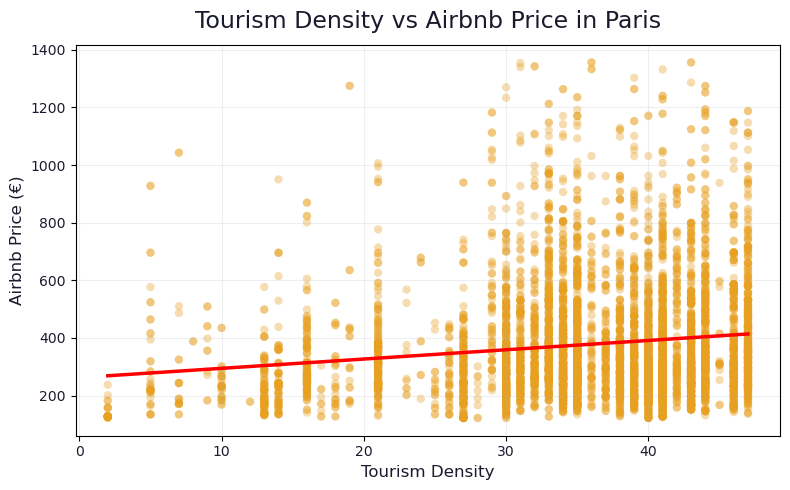 Tourism Density vs Airbnb Price in Paris
1400
1200
1000
800
600
400
200
Airbnb Price (€)
0 10 20 30 40
Tourism Density